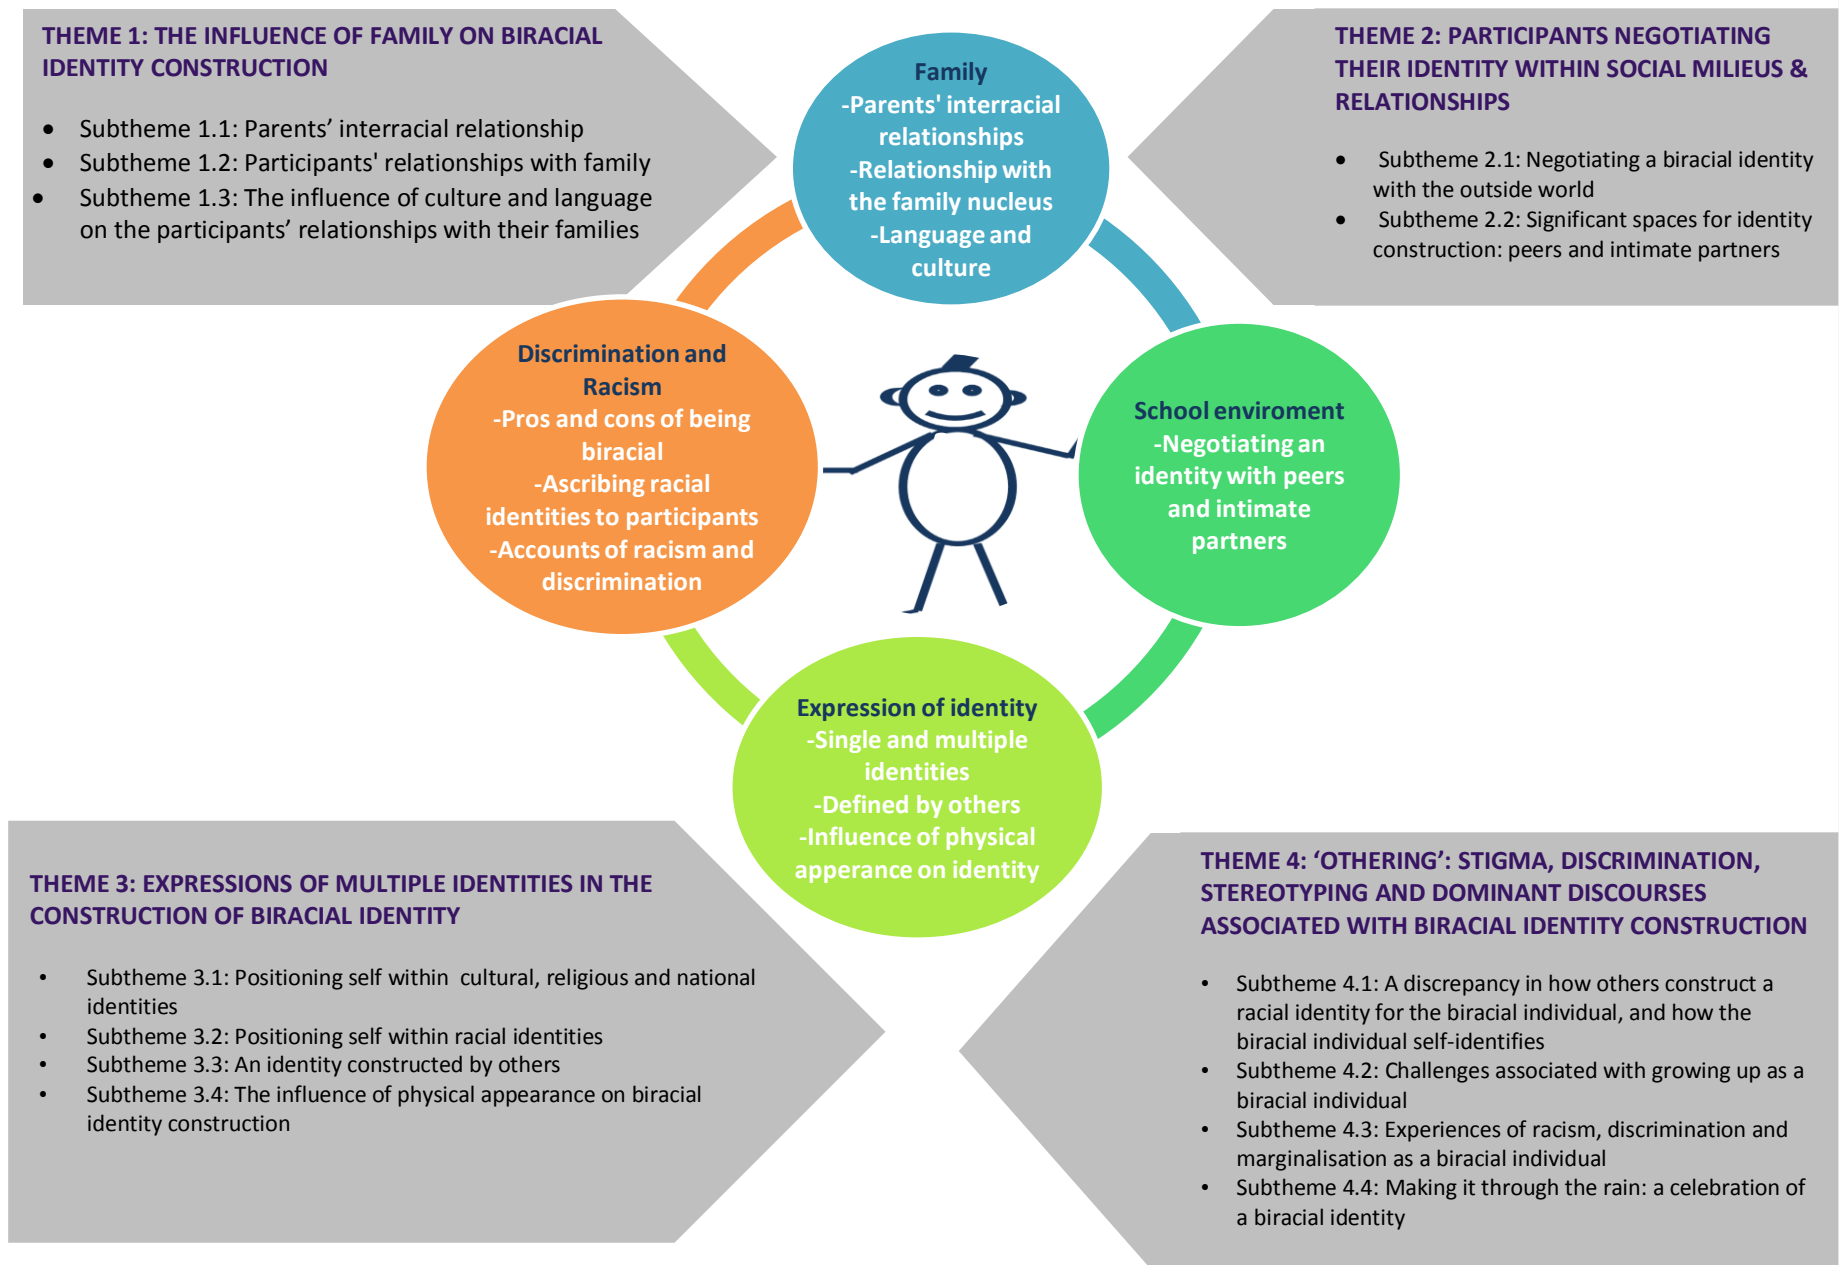 THEME 1: THE INFLUENCE OF FAMILY ON BIRACIAL
IDENTITY CONSTRUCTION
• Subtheme 1.1: Parents’ interracial relationship
• Subtheme 1.2: Participants' relationships with family
• Subtheme 1.3: The influence of culture and language
on the participants’ relationships with their families
Family
-Parents' interracial
relationships
-Relationship with
the family nucleus
-Language and
culture
THEME 2: PARTICIPANTS NEGOTIATING
THEIR IDENTITY WITHIN SOCIAL MILIEUS &
RELATIONSHIPS
• Subtheme 2.1: Negotiating a biracial identity
with the outside world
• Subtheme 2.2: Significant spaces for identity
construction: peers and intimate partners
Discrimination and
Racism
-Pros and cons of being
biracial
-Ascribing racial
identities to participants
-Accounts of racism and
discrimination
School enviroment
-Negotiating an
identity with peers
and intimate
partners
Expression of identity
-Single and multiple
identities
-Defined by others
-Influence of physical
apperance on identity
THEME 3: EXPRESSIONS OF MULTIPLE IDENTITIES IN THE
CONSTRUCTION OF BIRACIAL IDENTITY
• Subtheme 3.1: Positioning self within cultural, religious and national
identities
• Subtheme 3.2: Positioning self within racial identities
• Subtheme 3.3: An identity constructed by others
• Subtheme 3.4: The influence of physical appearance on biracial
identity construction
THEME 4: ‘OTHERING’: STIGMA, DISCRIMINATION,
STEREOTYPING AND DOMINANT DISCOURSES
ASSOCIATED WITH BIRACIAL IDENTITY CONSTRUCTION
• Subtheme 4.1: A discrepancy in how others construct a
racial identity for the biracial individual, and how the
biracial individual self-identifies
• Subtheme 4.2: Challenges associated with growing up as a
biracial individual
• Subtheme 4.3: Experiences of racism, discrimination and
marginalisation as a biracial individual
• Subtheme 4.4: Making it through the rain: a celebration of
a biracial identity